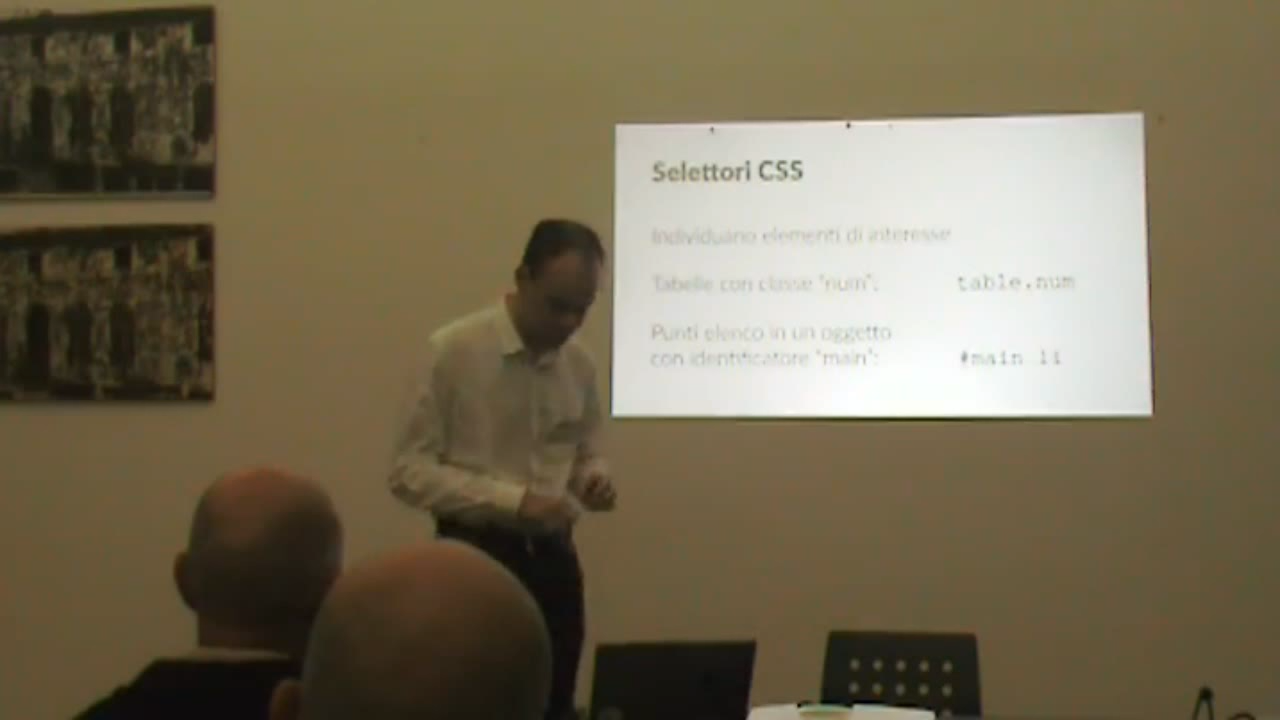 Selettori CSS
Individuano elementi di interesse
Tabelle con classe "num": table.num
Punti elenco in un oggetto
con identificatore "main": #main li